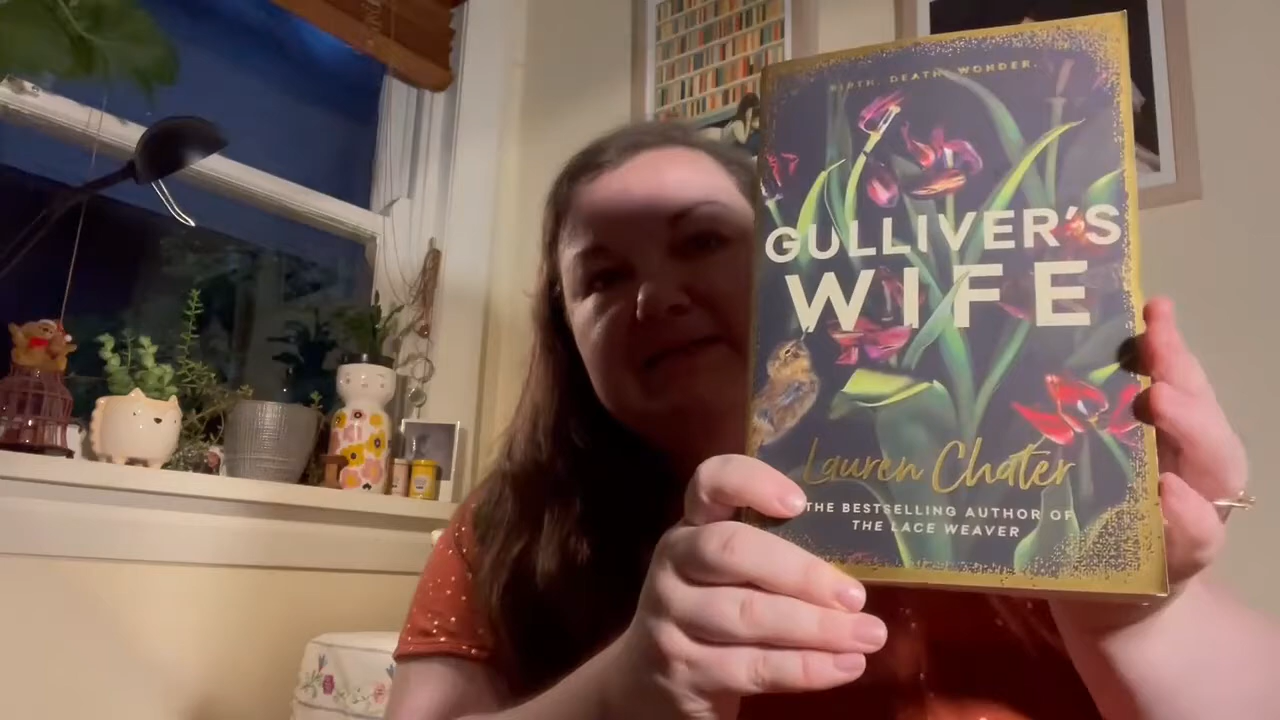 BIRTH. DEATH. WONDER.
GULLIVER'S
WIFE
Lauren Chater
THE BESTSELLING AUTHOR OF
THE LACE WEAVER